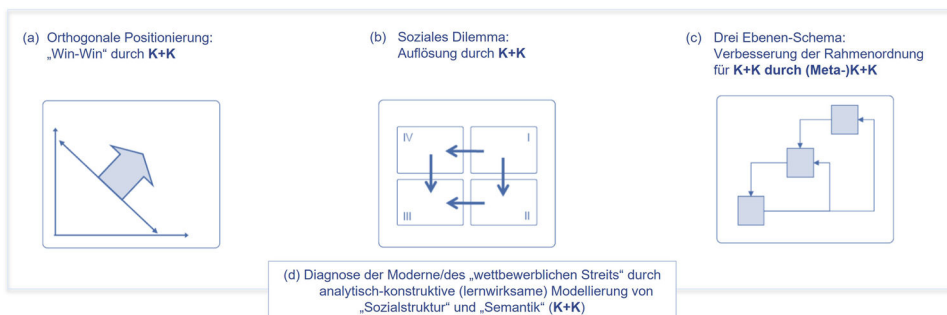 (a) Orthogonale Positionierung:
„Win-Win“ durch K+K
(b) Soziales Dilemma:
Auflösung durch K+K
IV
I
III
II
(c) Drei Ebenen-Schema:
Verbesserung der Rahmenordnung
für K+K durch (Meta-)K+K
(d) Diagnose der Moderne/des „wettbewerblichen Streits“ durch
analytisch-konstruktive (lernwirksame) Modellierung von
„Sozialstruktur“ und „Semantik“ (K+K)